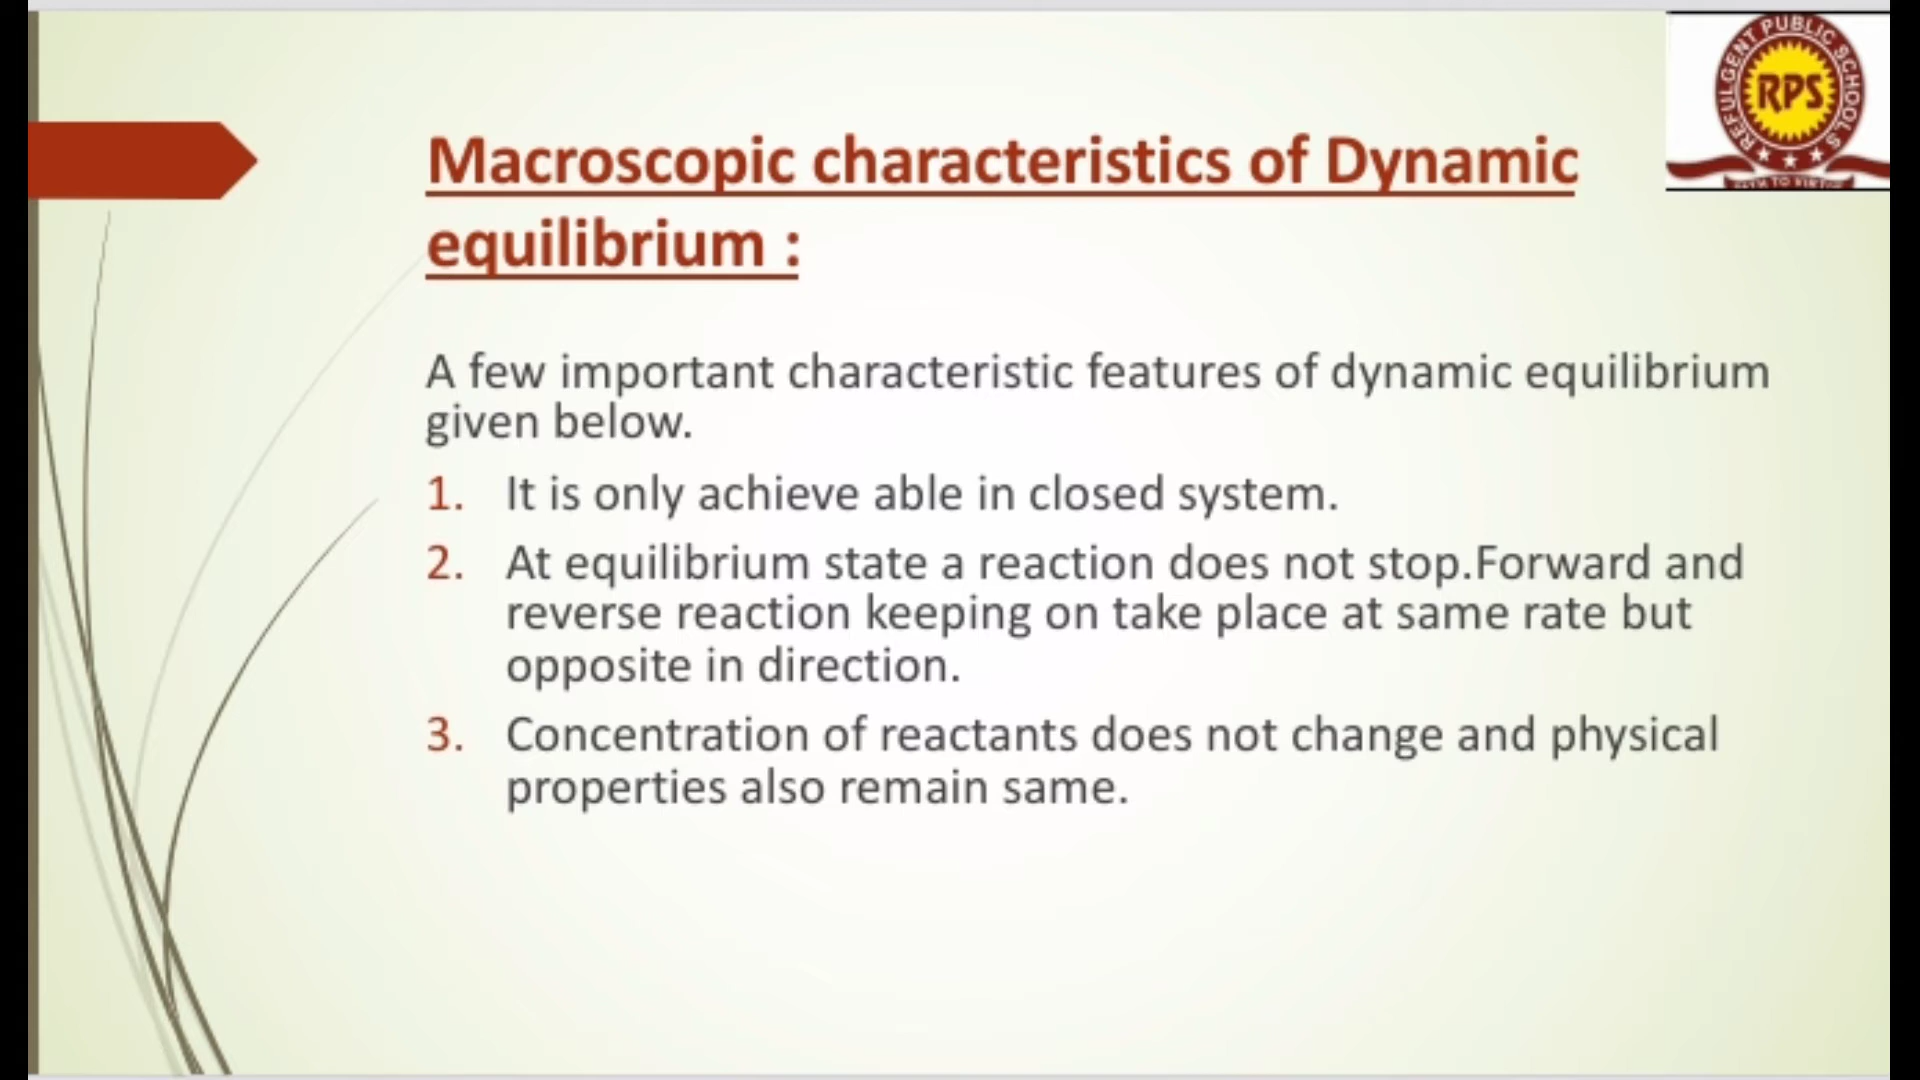 REFULGENT PUBLIC SCHOOLS
RPS
Macroscopic characteristics of Dynamic
equilibrium :
A few important characteristic features of dynamic equilibrium
given below.
1. It is only achieve able in closed system.
2. At equilibrium state a reaction does not stop.Forward and
reverse reaction keeping on take place at same rate but
opposite in direction.
3. Concentration of reactants does not change and physical
properties also remain same.